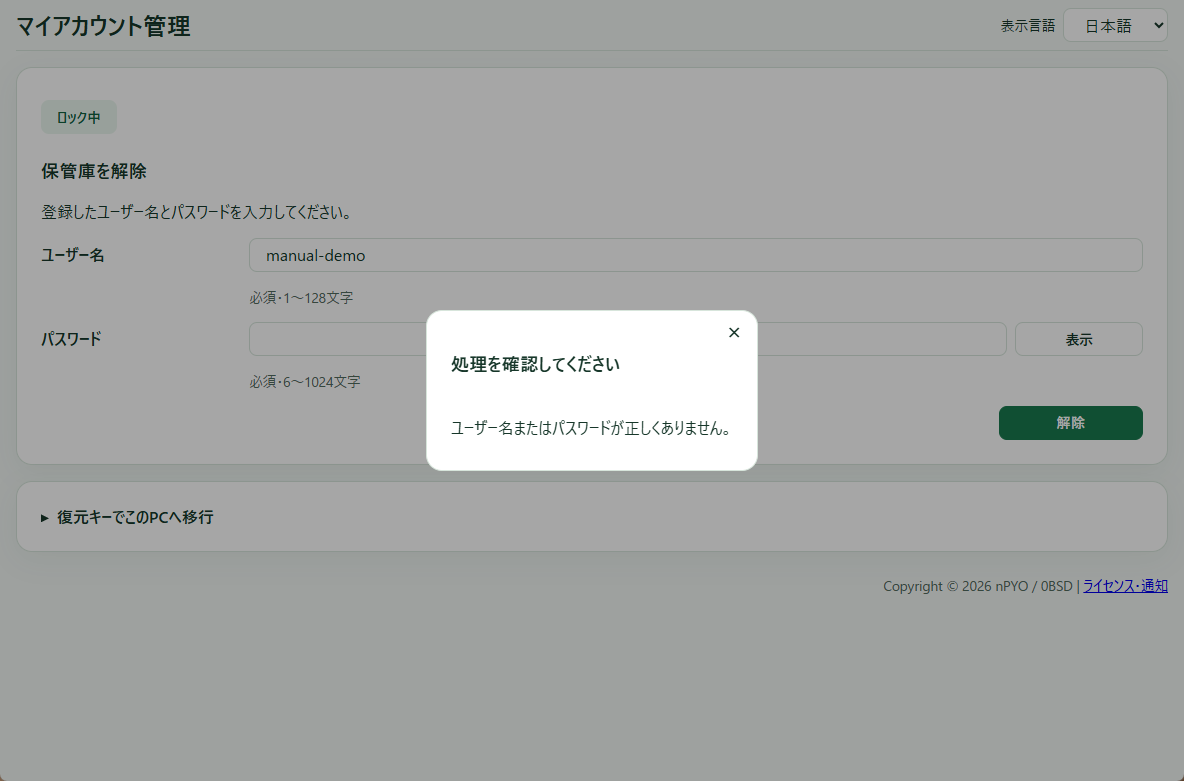 マイアカウント管理
表示言語 日本語
ロック中
保管庫を解除
登録したユーザー名とパスワードを入力してください。
ユーザー名 manual-demo
必須・1～128文字
パスワード 表示
必須・6～1024文字
解除
×
処理を確認してください
ユーザー名またはパスワードが正しくありません。
▶ 復元キーでこのPCへ移行
Copyright © 2026 nPYO / 0BSD | ライセンス・通知